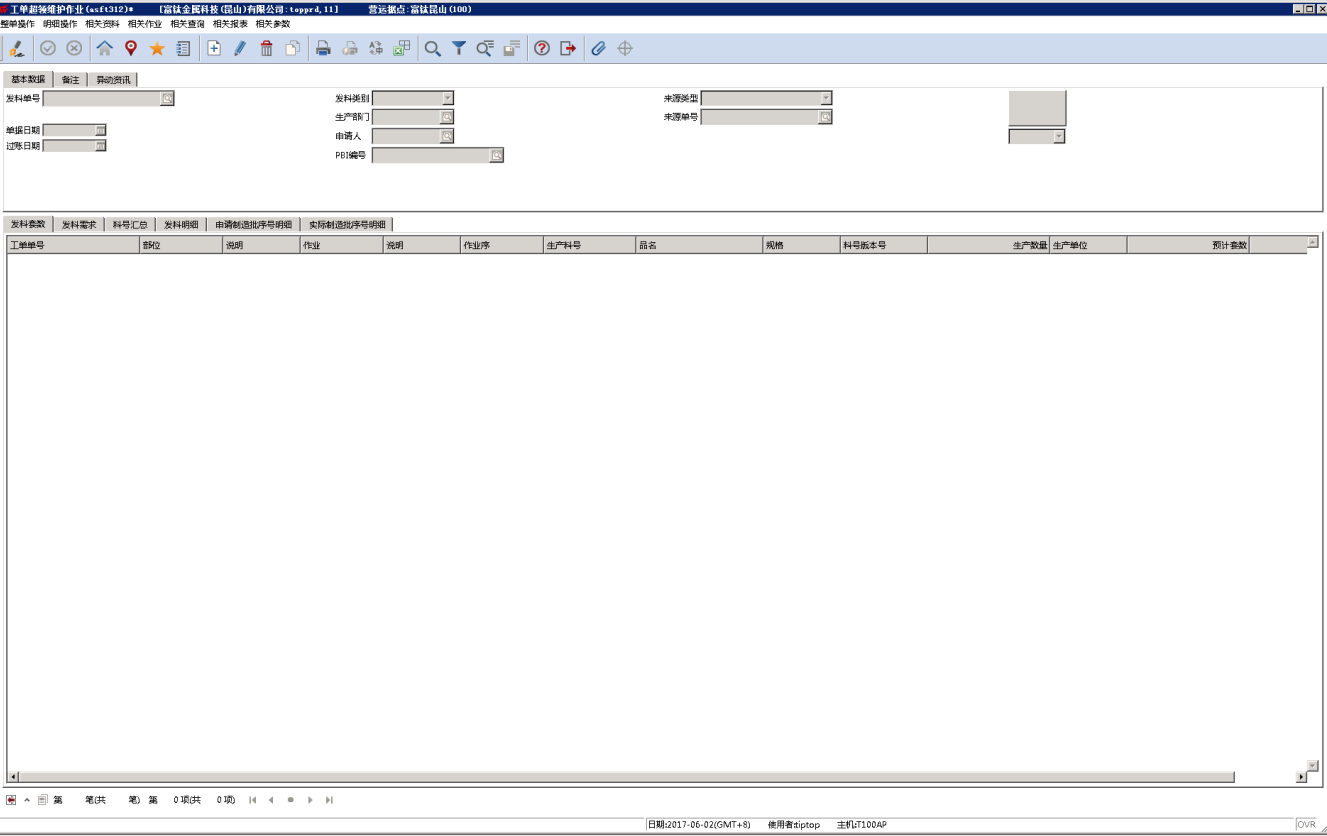 工单超领维护作业(asft312)* [富钛金属科技(昆山)有限公司:topprd,11] 营运据点:富钛昆山(100)
整单操作 明细操作 相关资料 相关作业 相关查询 相关报表 相关参数
基本数据 备注 异动资讯
发料单号 发料类别 来源类型
生产部门 来源单号
单据日期 申请人
过账日期 PBI编号
发料套数 发料需求 料号汇总 发料明细 申请制造批序号明细 实际制造批序号明细
工单单号 部位 说明 作业 说明 作业序 生产料号 品名 规格 料号版本号 生产数量 生产单位 预计套数
第 笔(共 笔) 第 0项(共 0项)
日期:2017-06-02(GMT+8) 使用者:tiptop 主机:T100AP OVR